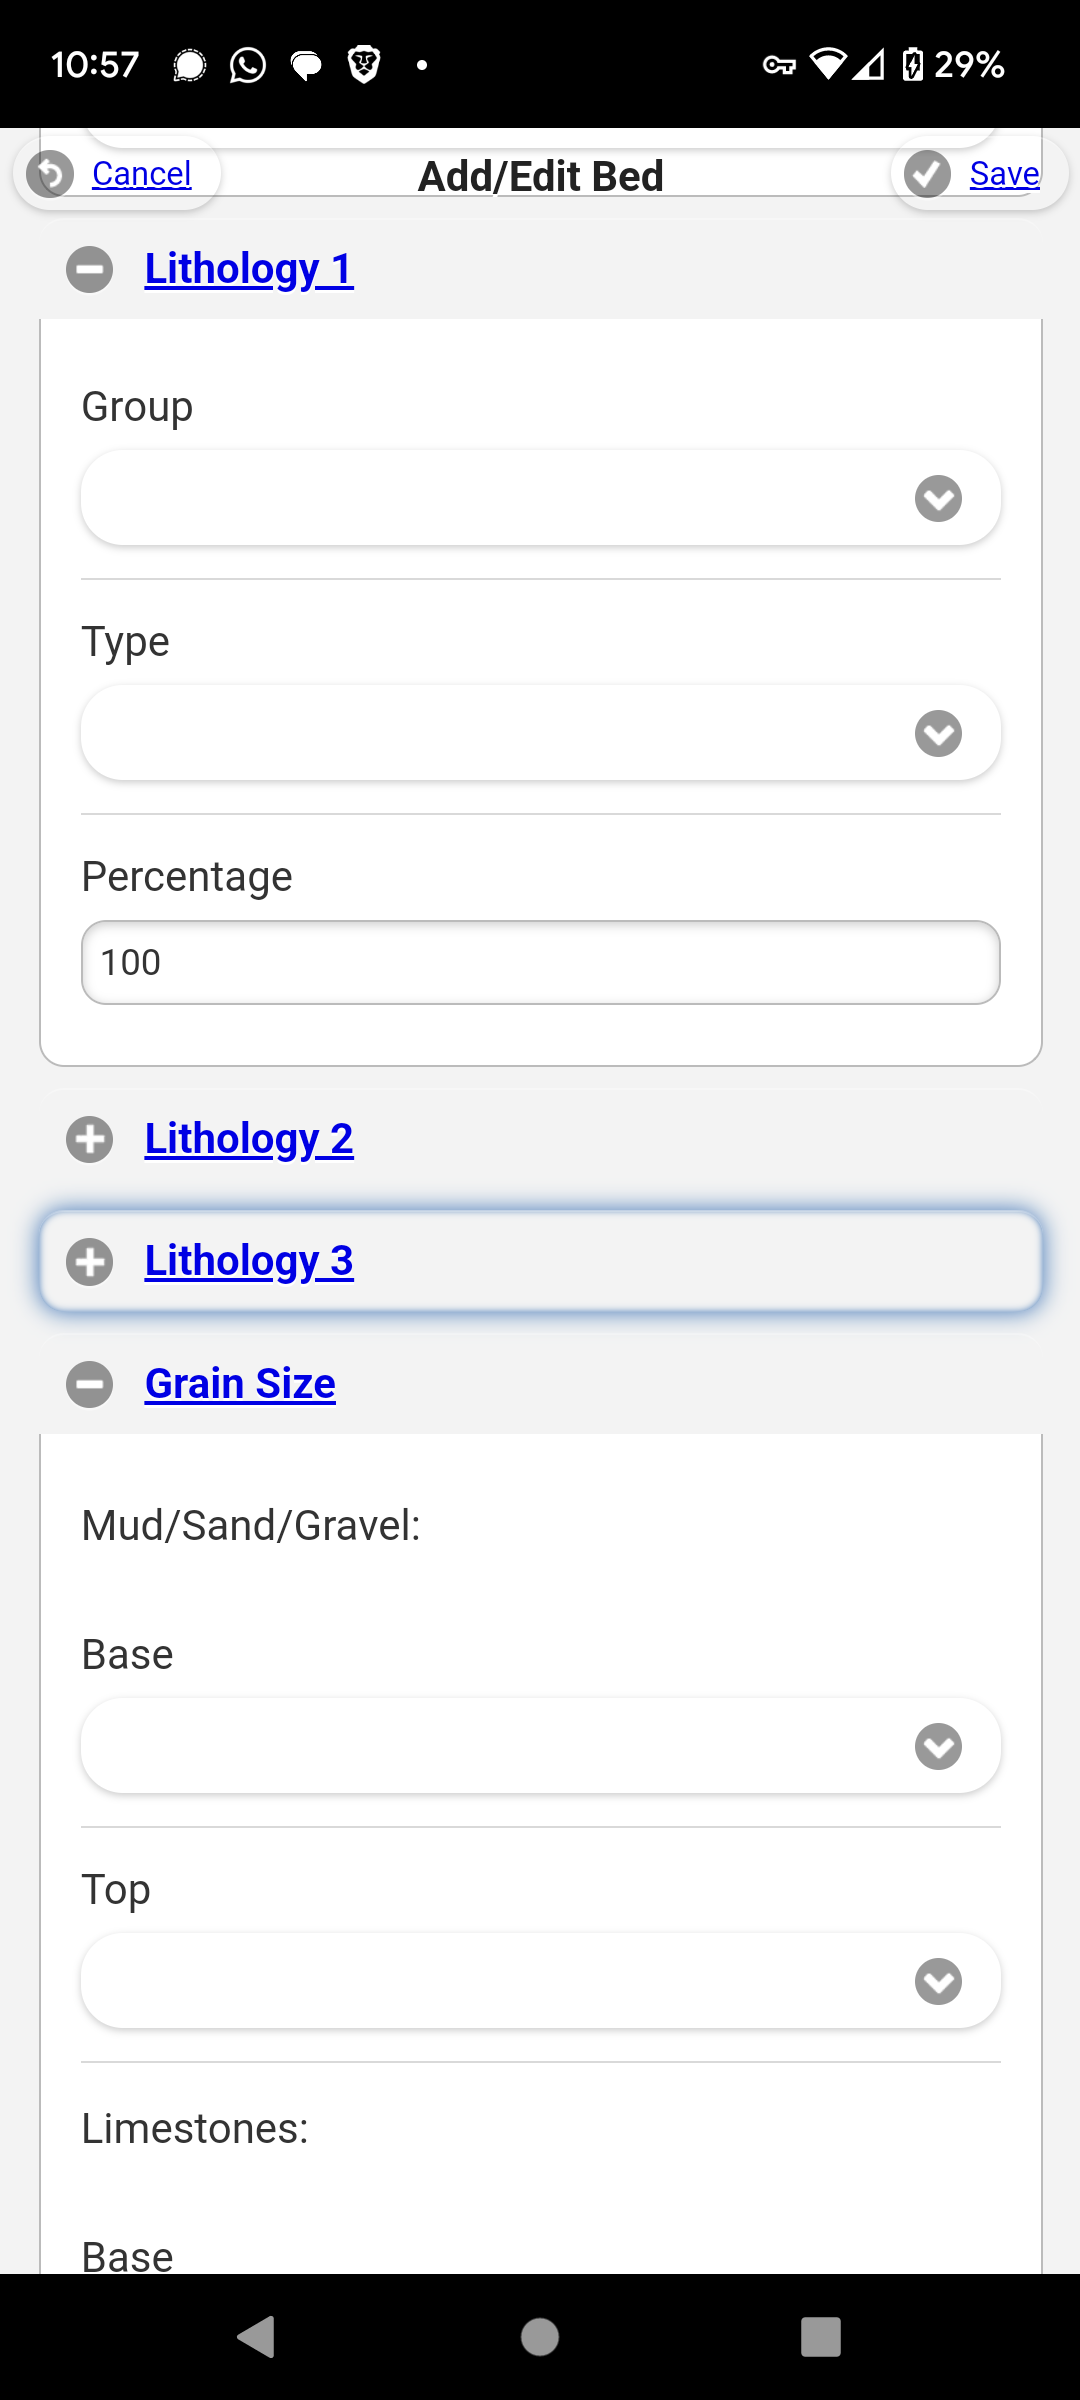 10:57
29%
Cancel
Add/Edit Bed
Save
Lithology 1
Group
Type
Percentage
100
Lithology 2
Lithology 3
Grain Size
Mud/Sand/Gravel:
Base
Top
Limestones:
Base